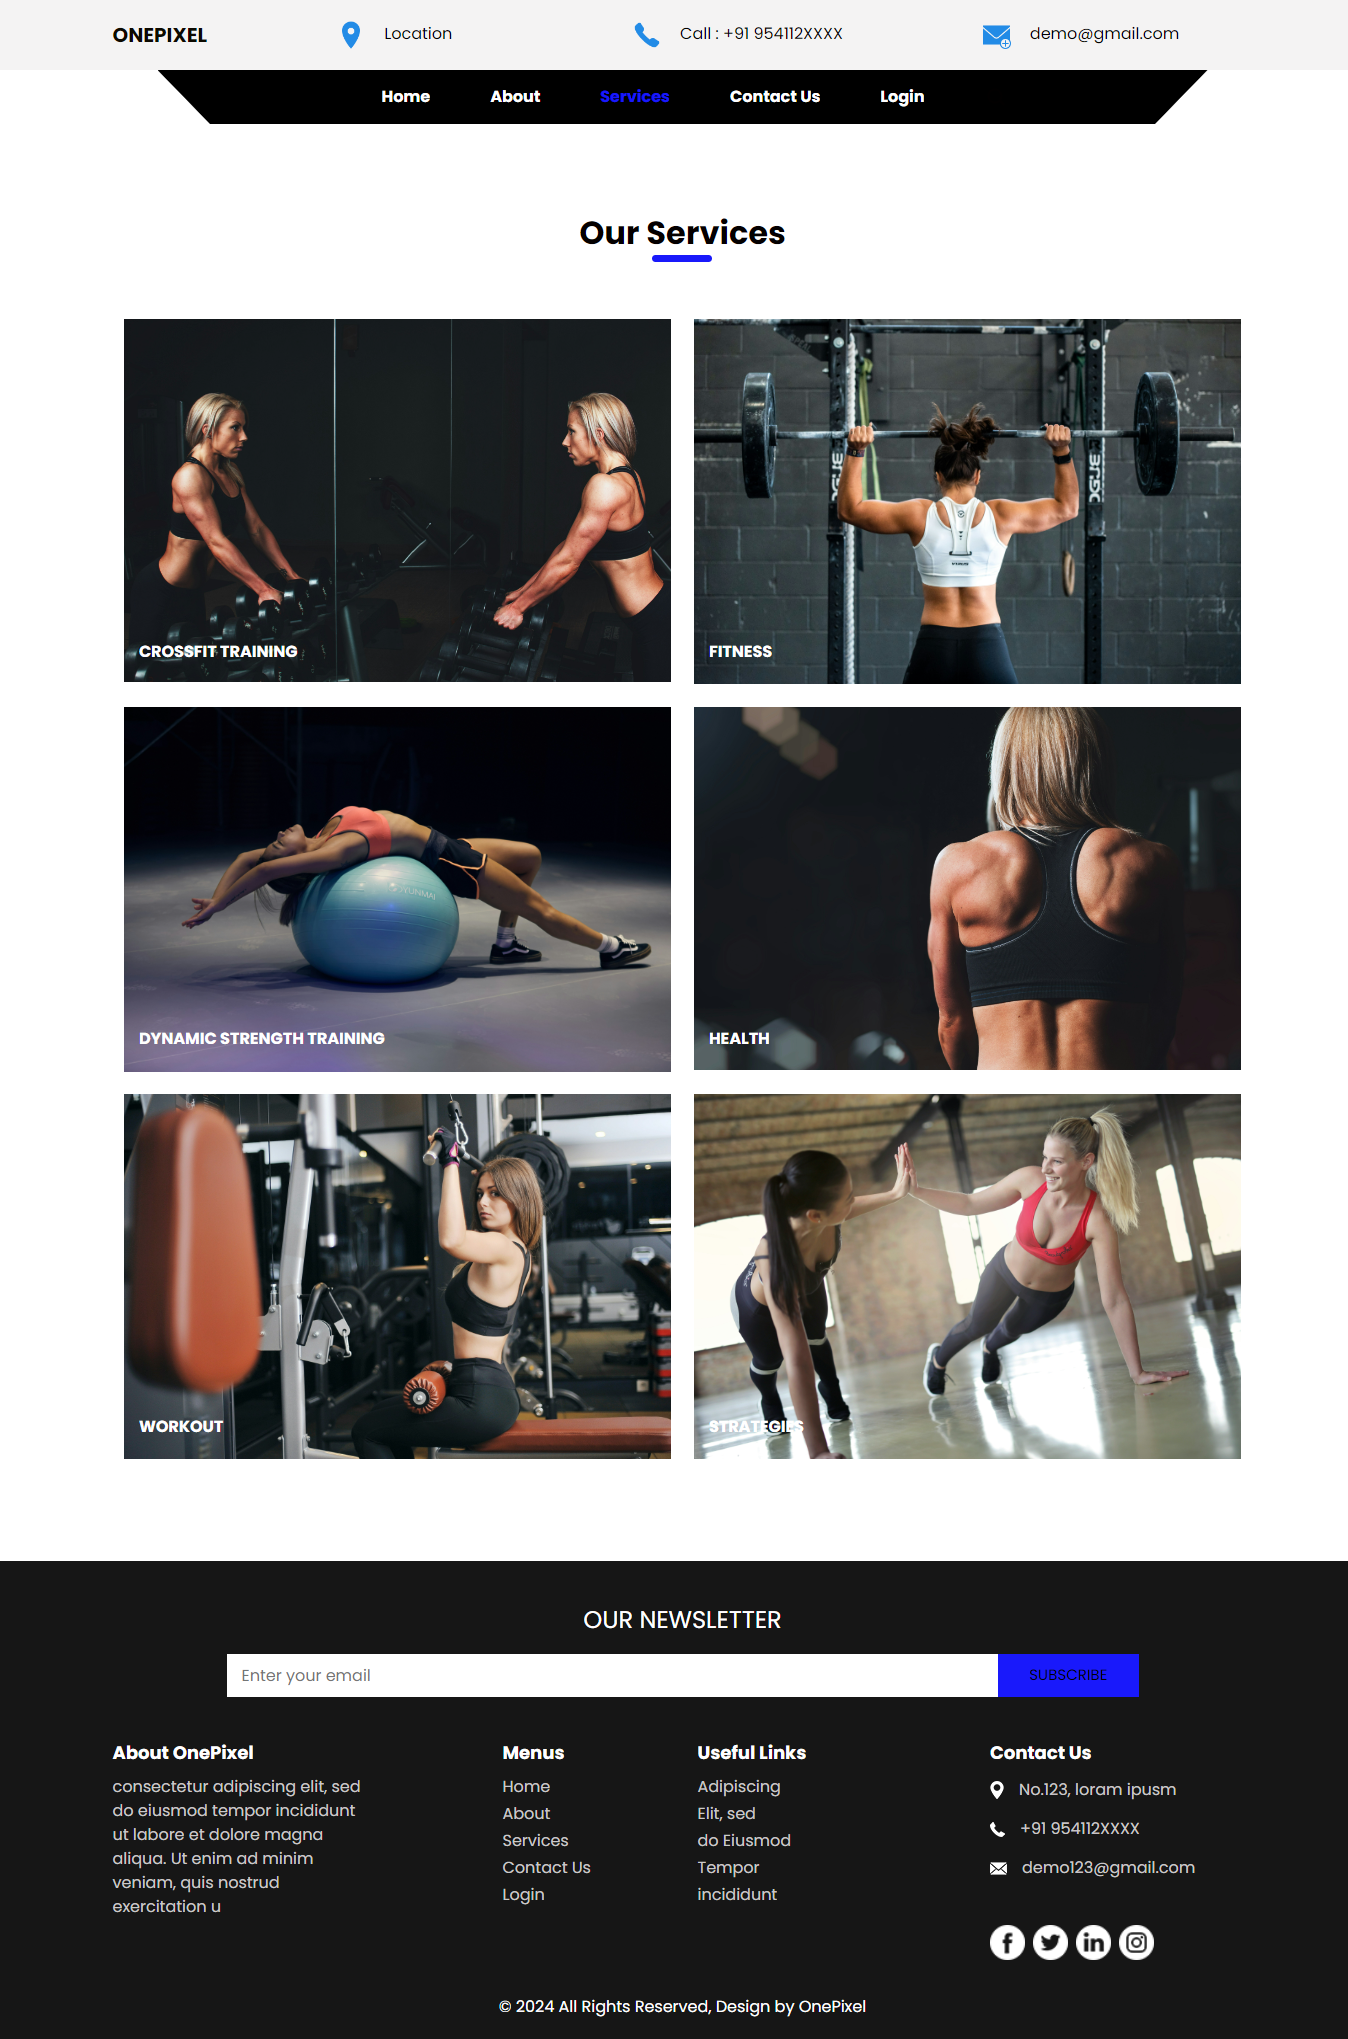 ONEPIXEL
Location
Call : +91 954112XXXX
demo@gmail.com
Home About Services Contact Us Login
Our Services
CROSSFIT TRAINING
FITNESS
DYNAMIC STRENGTH TRAINING
HEALTH
WORKOUT
STRATEGIES
OUR NEWSLETTER
Enter your email
SUBSCRIBE
About OnePixel
consectetur adipiscing elit, sed
do eiusmod tempor incididunt
ut labore et dolore magna
aliqua. Ut enim ad minim
veniam, quis nostrud
exercitation u
Menus
Home
About
Services
Contact Us
Login
Useful Links
Adipiscing
Elit, sed
do Eiusmod
Tempor
incididunt
Contact Us
No.123, loram ipusm
+91 954112XXXX
demo123@gmail.com
© 2024 All Rights Reserved, Design by OnePixel